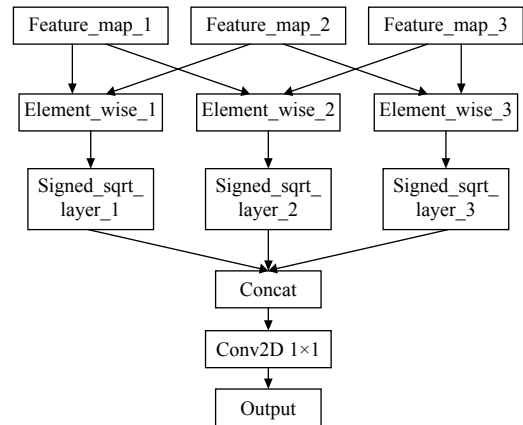 Feature_map_1
Feature_map_2
Feature_map_3
Element_wise_1
Element_wise_2
Element_wise_3
Signed_sqrt_
layer_1
Signed_sqrt_
layer_2
Signed_sqrt_
layer_3
Concat
Conv2D 1×1
Output